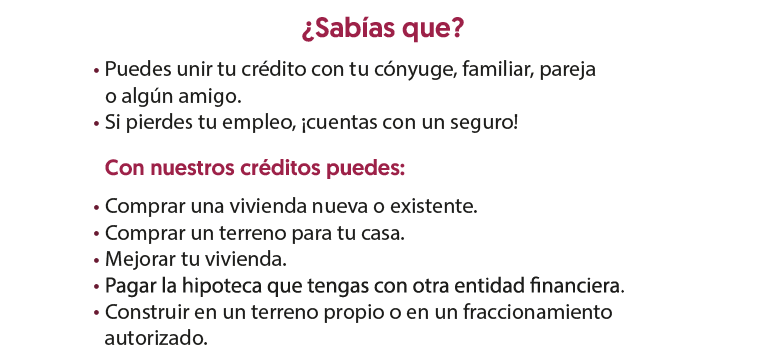 ¿Sabías que?
• Puedes unir tu crédito con tu cónyuge, familiar, pareja
o algún amigo.
• Si pierdes tu empleo, ¡cuentas con un seguro!
Con nuestros créditos puedes:
• Comprar una vivienda nueva o existente.
• Comprar un terreno para tu casa.
• Mejorar tu vivienda.
• Pagar la hipoteca que tengas con otra entidad financiera.
• Construir en un terreno propio o en un fraccionamiento
autorizado.